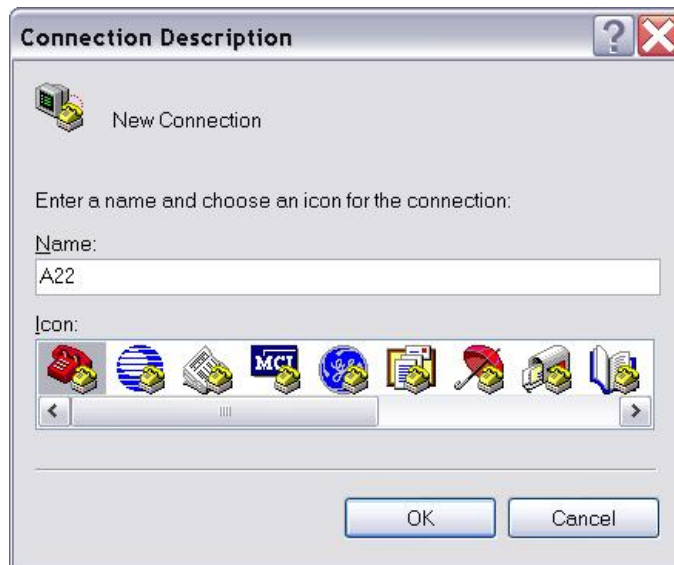 Connection Description
New Connection
Enter a name and choose an icon for the connection:
Name:
A22
Icon:
MCI
OK
Cancel